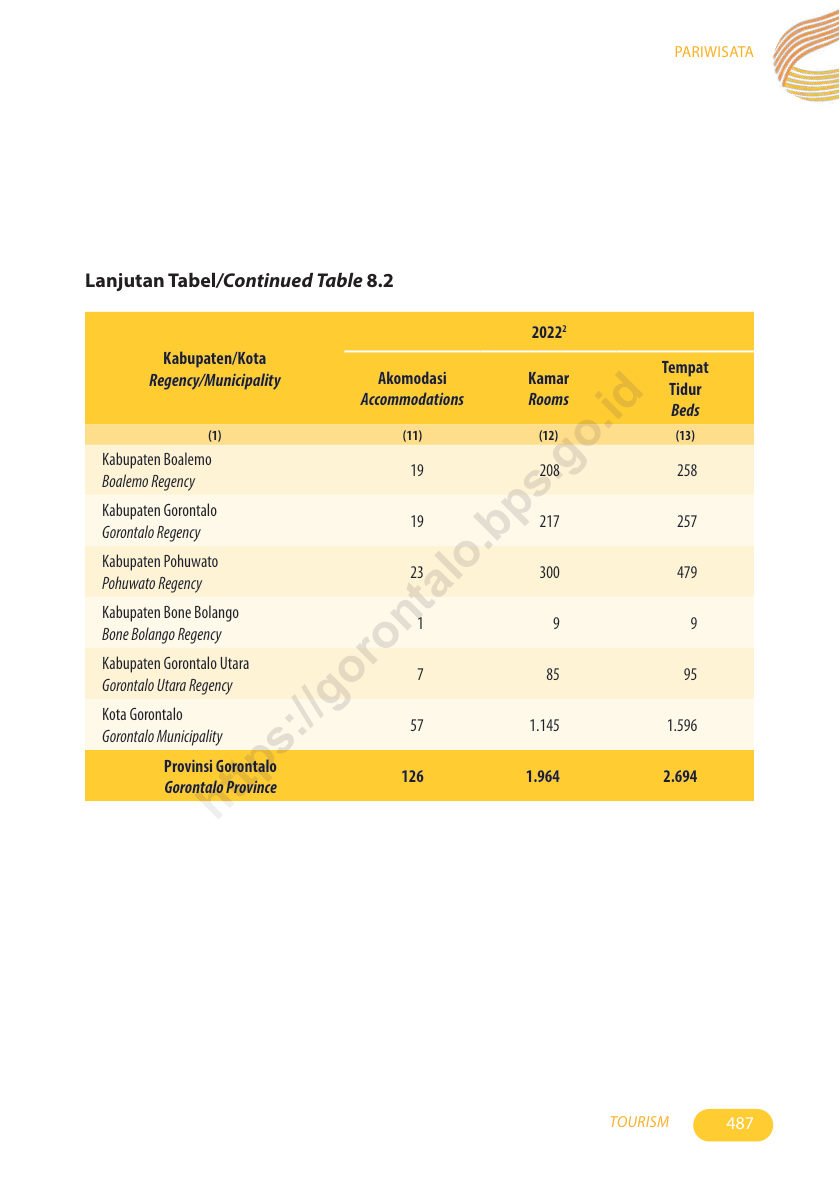 PARIWISATA
Lanjutan Tabel/Continued Table 8.2
Kabupaten/Kota
Regency/Municipality
2022²
Akomodasi
Accommodations
Kamar
Rooms
Tempat
Tidur
Beds
(1) (11) (12) (13)
Kabupaten Boalemo
Boalemo Regency
19 208 258
Kabupaten Gorontalo
Gorontalo Regency
19 217 257
Kabupaten Pohuwato
Pohuwato Regency
23 300 479
Kabupaten Bone Bolango
Bone Bolango Regency
1 9 9
Kabupaten Gorontalo Utara
Gorontalo Utara Regency
7 85 95
Kota Gorontalo
Gorontalo Municipality
57 1.145 1.596
Provinsi Gorontalo
Gorontalo Province
126 1.964 2.694
https://gorontalo.bps.go.id
TOURISM 487